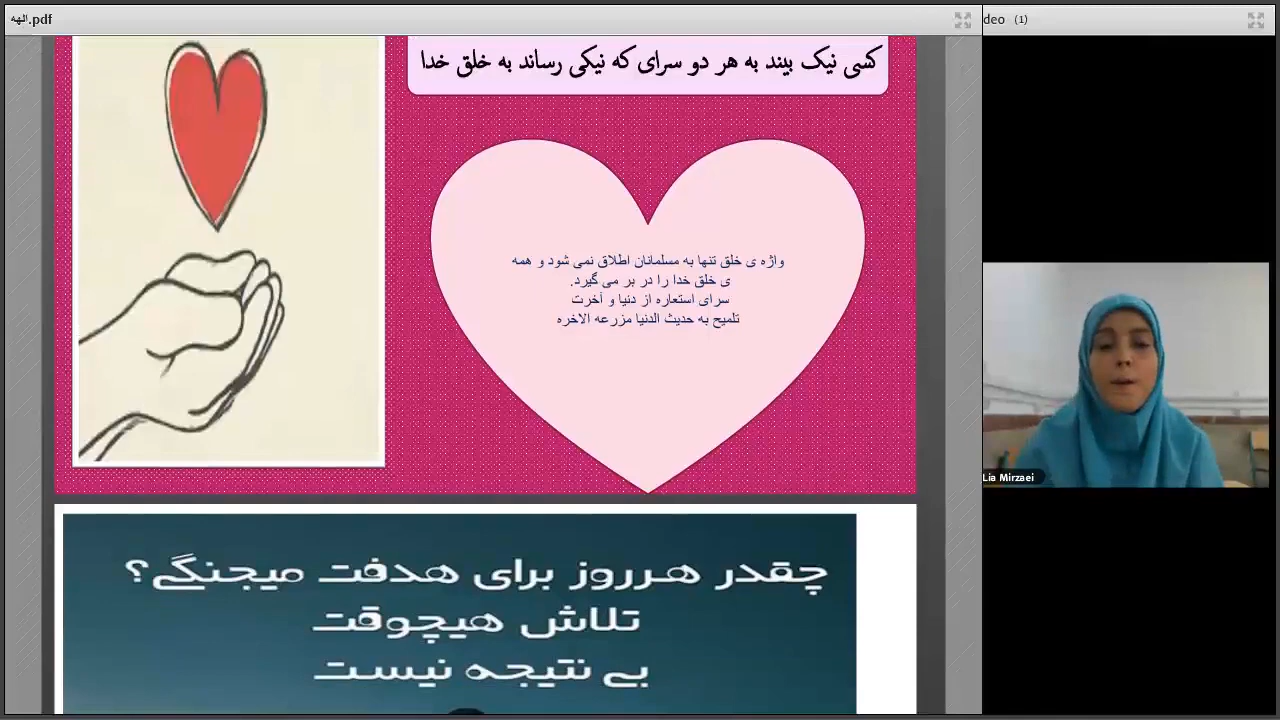 الهه.pdf
deo (1)
کسی نیک بیند به هر دو سرای که نیکی رساند به خلق خدا
واژه ی خلق تنها به مسلمانان اطلاق نمی شود و همه
ی خلق خدا را در بر می گیرد.
سرای استعاره از دنیا و آخرت
تلمیح به حدیث الدنیا مزرعه الاخره
Lia Mirzaei
چقدر هرروز برای هدفت میجنگی؟
تلاش هیچوقت
بی نتیجه نیست